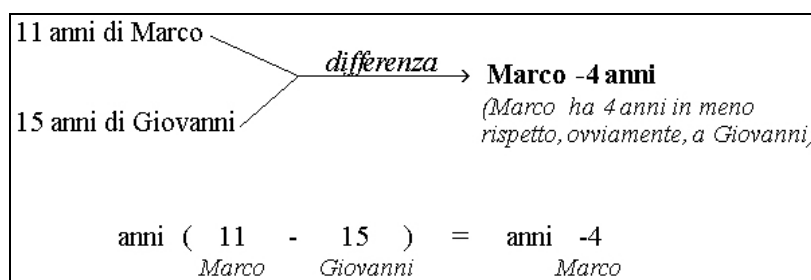 11 anni di Marco
differenza
Marco -4 anni
(Marco ha 4 anni in meno
rispetto, ovviamente, a Giovanni)
15 anni di Giovanni
anni ( 11 - 15 ) = anni -4
Marco Giovanni Marco